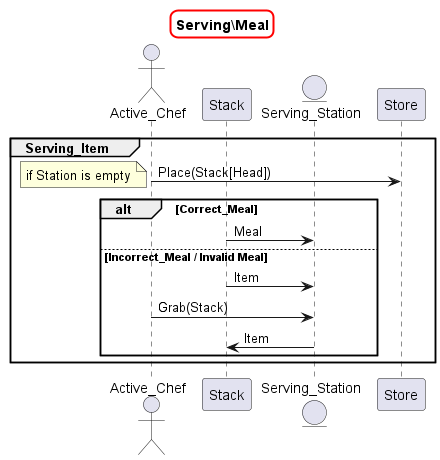 Serving\Meal
Active_Chef
Stack
Serving_Station
Store
Serving_Item
if Station is empty
Place(Stack[Head])
alt
[Correct_Meal]
Meal
[Incorrect_Meal / Invalid Meal]
Item
Grab(Stack)
Item
Active_Chef
Stack
Serving_Station
Store